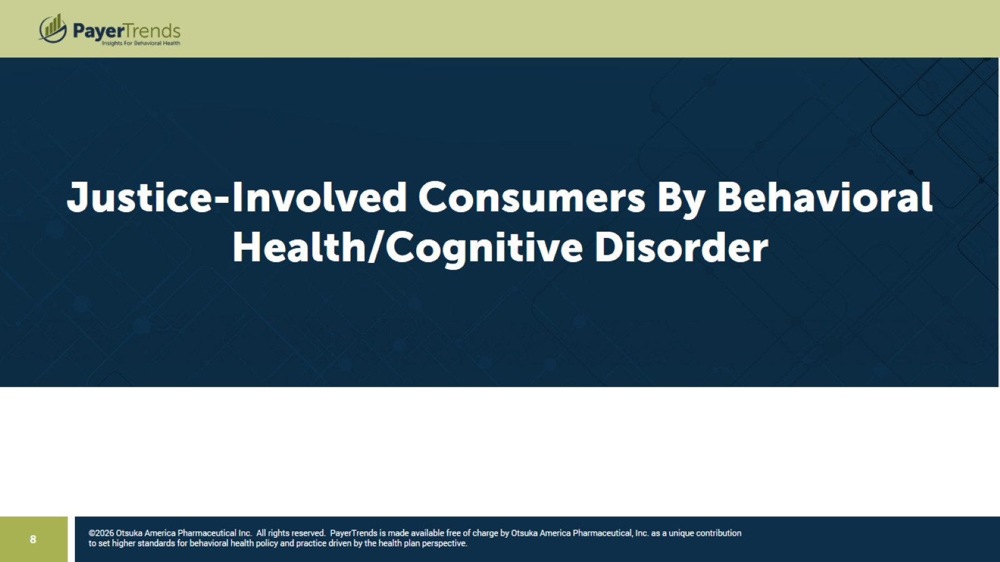 PayerTrends
Insights For Behavioral Health
Justice-Involved Consumers By Behavioral
Health/Cognitive Disorder
8
©2026 Otsuka America Pharmaceutical Inc.  All rights reserved.  PayerTrends is made available free of charge by Otsuka America Pharmaceutical, Inc. as a unique contribution
to set higher standards for behavioral health policy and practice driven by the health plan perspective.